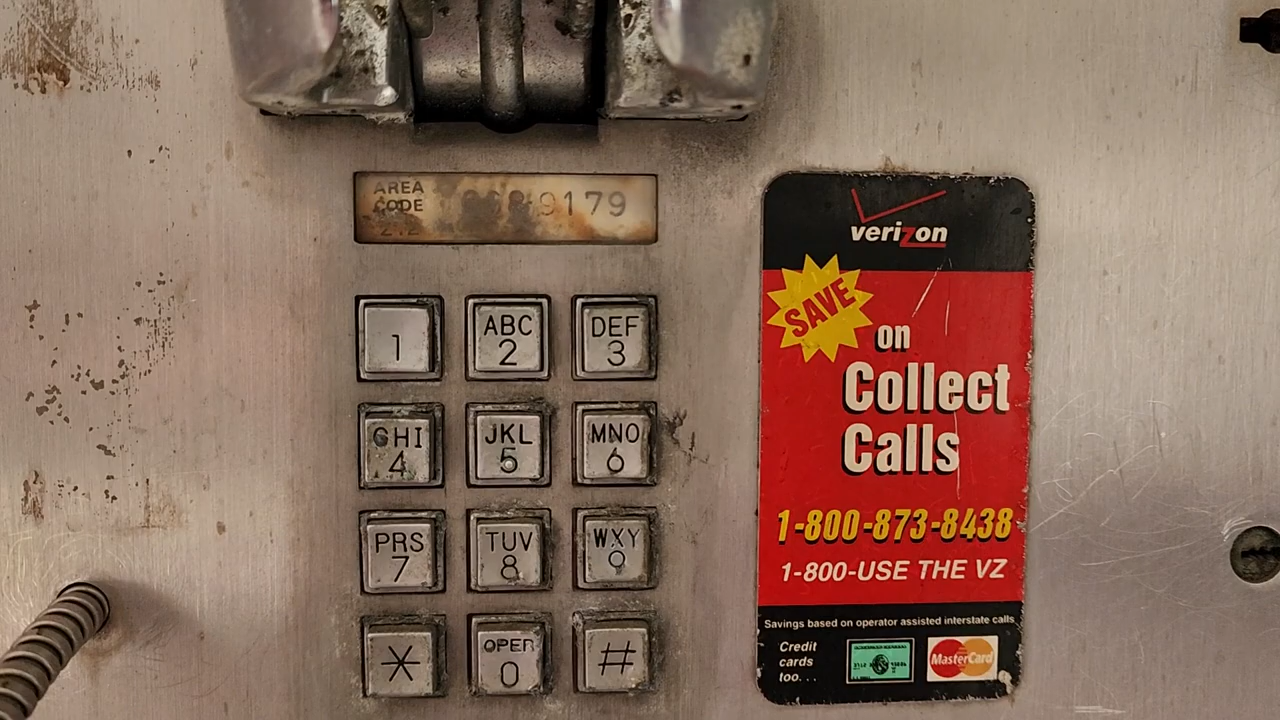 AREA
CODE
9179
1
ABC
2
DEF
3
GHI
4
JKL
5
MNO
6
PRS
7
TUV
8
WXY
9
*
OPER
0
#
verizon
SAVE
on
Collect
Calls
1-800-873-8438
1-800-USE THE VZ
Savings based on operator assisted interstate calls
Credit
cards
too. . .
MasterCard